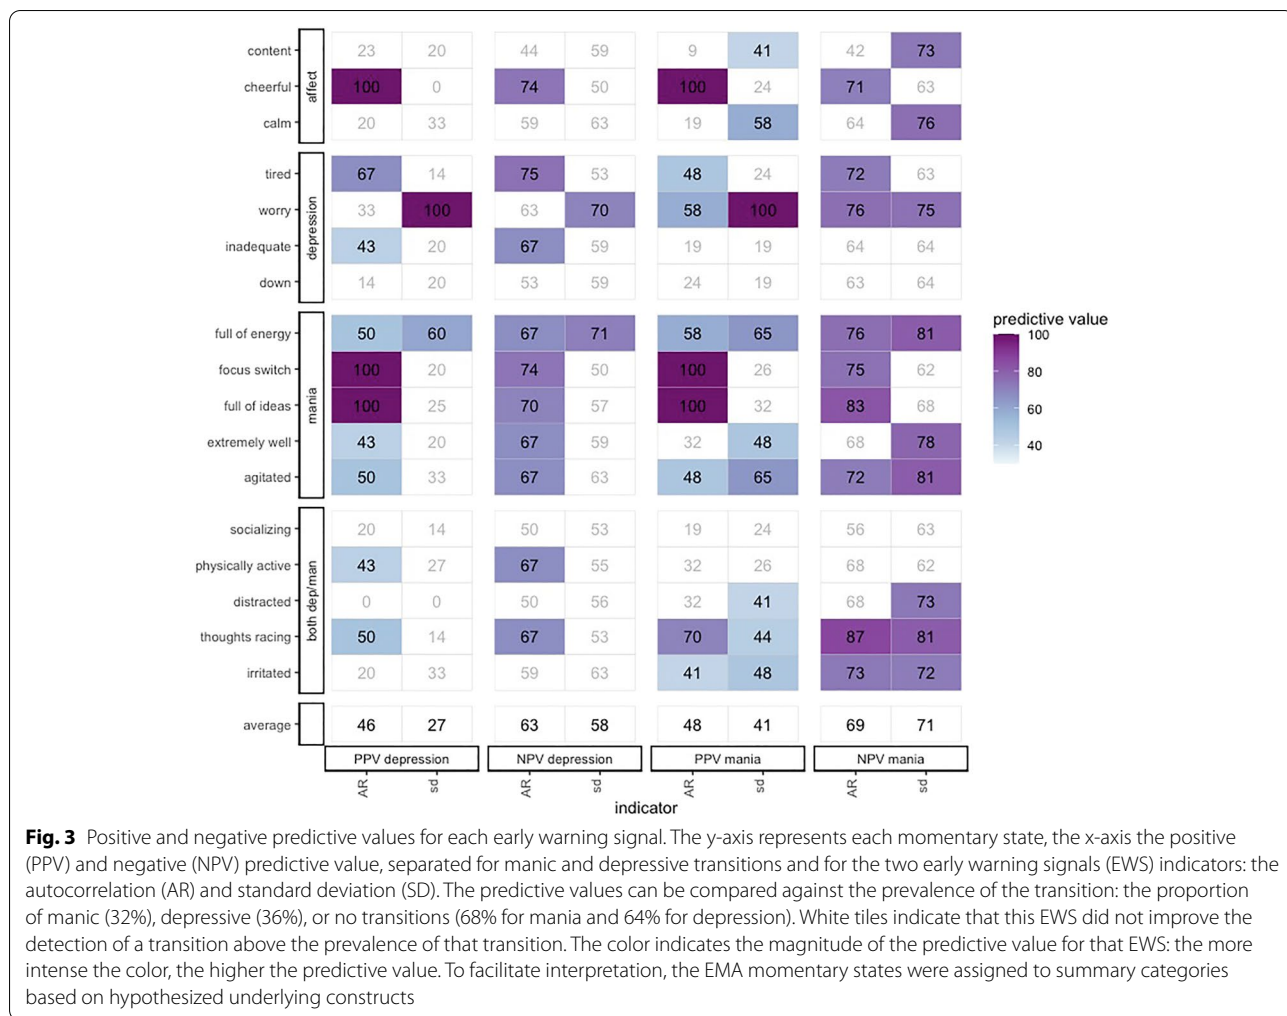 affect
content 23 20 44 59 9 41 42 73
cheerful 100 0 74 50 100 24 71 63
calm 20 33 59 63 19 58 64 76
depression
tired 67 14 75 53 48 24 72 63
worry 33 100 63 70 58 100 76 75
inadequate 43 20 67 59 19 19 64 64
down 14 20 53 59 24 19 63 64
mania
full of energy 50 60 67 71 58 65 76 81
focus switch 100 20 74 50 100 26 75 62
full of ideas 100 25 70 57 100 32 83 68
extremely well 43 20 67 59 32 48 68 78
agitated 50 33 67 63 48 65 72 81
both dep/man
socializing 20 14 50 53 19 24 56 63
physically active 43 27 67 55 32 26 68 62
distracted 0 0 50 56 32 41 68 73
thoughts racing 50 14 67 53 70 44 87 81
irritated 20 33 59 63 41 48 73 72
average 46 27 63 58 48 41 69 71
PPV depression NPV depression PPV mania NPV mania
AR sd AR sd AR sd AR sd
indicator
predictive value
100
80
60
40
Fig. 3 Positive and negative predictive values for each early warning signal. The y-axis represents each momentary state, the x-axis the positive
(PPV) and negative (NPV) predictive value, separated for manic and depressive transitions and for the two early warning signals (EWS) indicators: the
autocorrelation (AR) and standard deviation (SD). The predictive values can be compared against the prevalence of the transition: the proportion
of manic (32%), depressive (36%), or no transitions (68% for mania and 64% for depression). White tiles indicate that this EWS did not improve the
detection of a transition above the prevalence of that transition. The color indicates the magnitude of the predictive value for that EWS: the more
intense the color, the higher the predictive value. To facilitate interpretation, the EMA momentary states were assigned to summary categories
based on hypothesized underlying constructs